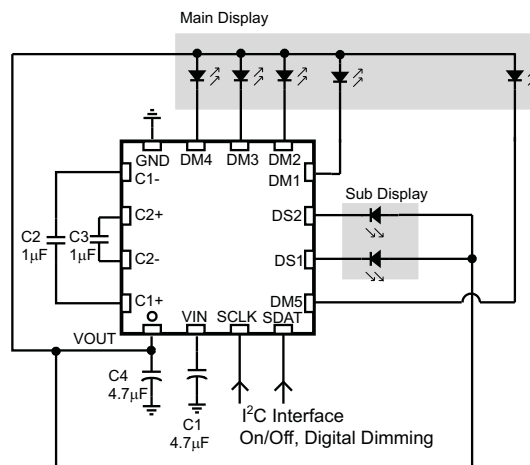 Main Display
GND DM4 DM3 DM2
C1- DM1
Sub Display
C2+ DS2
C2 C3
1µF 1µF
C2- DS1
C1+ DM5
VIN SCLK SDAT
VOUT
C4
4.7µF
C1
4.7µF
I²C Interface
On/Off, Digital Dimming